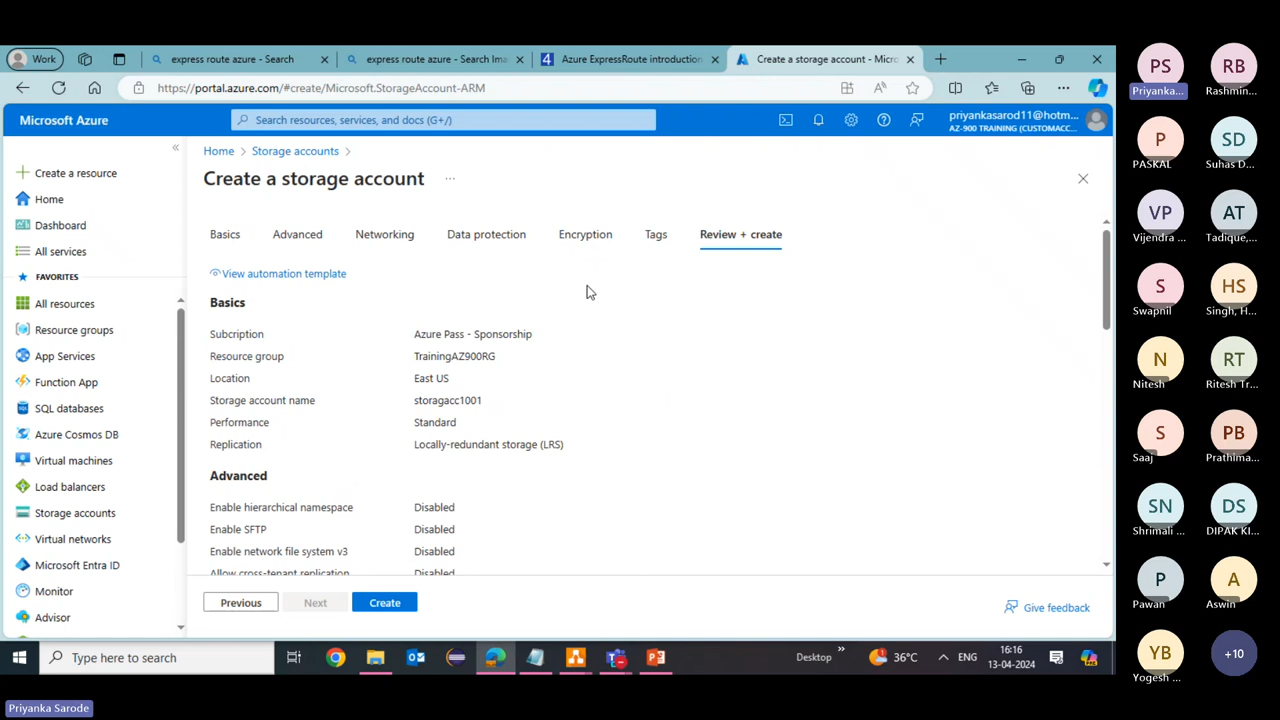 Work
express route azure - Search
express route azure - Search Ima
Azure ExpressRoute introduction
Create a storage account - Micro
https://portal.azure.com/#create/Microsoft.StorageAccount-ARM
Microsoft Azure
Search resources, services, and docs (G+/)
priyankasarod11@hotm...
AZ-900 TRAINING (CUSTOMACC...
Create a resource
Home
Dashboard
All services
FAVORITES
All resources
Resource groups
App Services
Function App
SQL databases
Azure Cosmos DB
Virtual machines
Load balancers
Storage accounts
Virtual networks
Microsoft Entra ID
Monitor
Advisor
Home > Storage accounts >
Create a storage account ...
Basics Advanced Networking Data protection Encryption Tags Review + create
View automation template
Basics
Subcription Azure Pass - Sponsorship
Resource group TrainingAZ900RG
Location East US
Storage account name storagacc1001
Performance Standard
Replication Locally-redundant storage (LRS)
Advanced
Enable hierarchical namespace Disabled
Enable SFTP Disabled
Enable network file system v3 Disabled
Allow cross-tenant replication Disabled
Previous Next Create
Give feedback
Type here to search
Desktop
36°C
ENG
16:16
13-04-2024
PS RB
Priyanka... Rashmin...
P SD
PASKAL Suhas D...
VP AT
Vijendra ... Tadique,...
S HS
Swapnil Singh, H...
N RT
Nitesh Ritesh Tr...
S PB
Saaj Prathima...
SN DS
Shrimali ... DIPAK KI...
P A
Pawan Aswin
YB +10
Yogesh ...
Priyanka Sarode